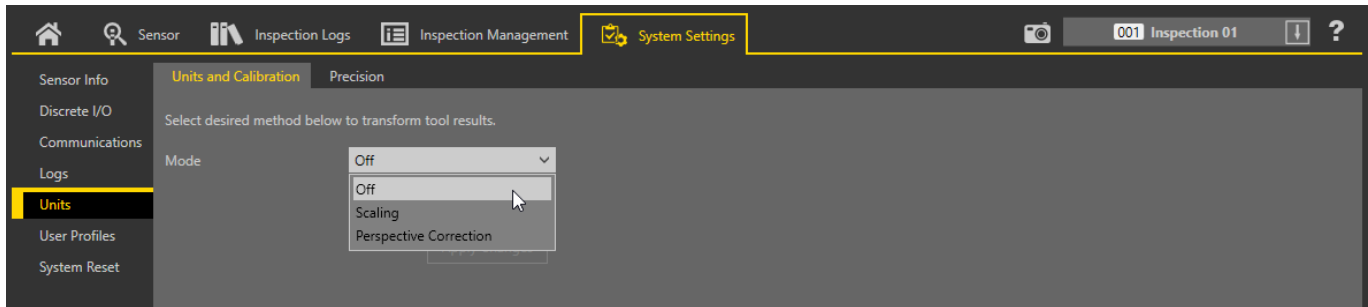 Sensor
Inspection Logs
Inspection Management
System Settings
001 Inspection 01
?
Sensor Info
Discrete I/O
Communications
Logs
Units
User Profiles
System Reset
Units and Calibration
Precision
Select desired method below to transform tool results.
Mode
Off
Off
Scaling
Perspective Correction